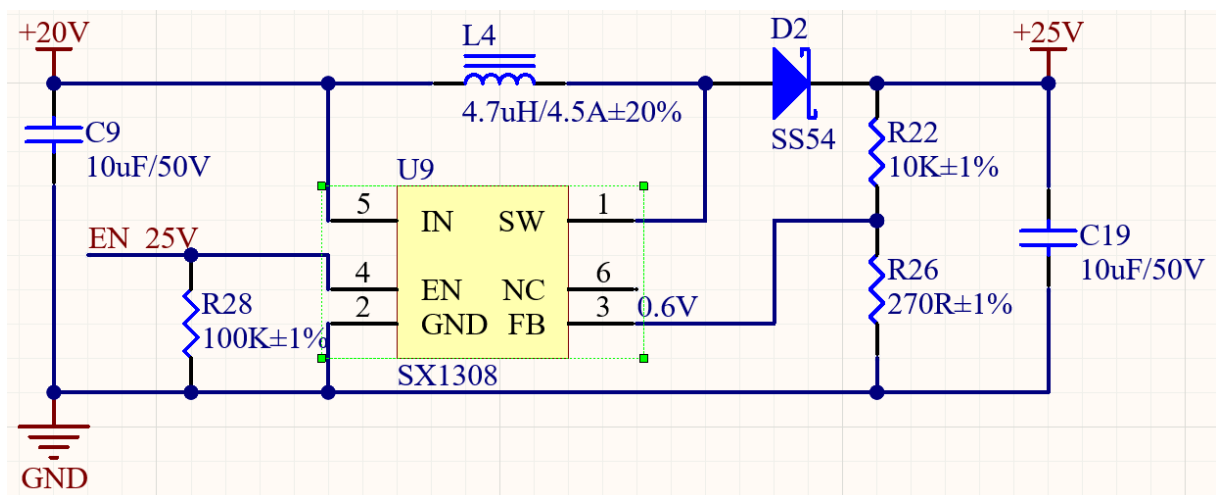 +20V
L4
D2
+25V
4.7uH/4.5A±20%
SS54
C9
10uF/50V
R22
10K±1%
U9
5
IN
SW
1
EN_25V
4
EN
NC
6
2
GND
FB
3
0.6V
R28
100K±1%
R26
270R±1%
C19
10uF/50V
SX1308
GND